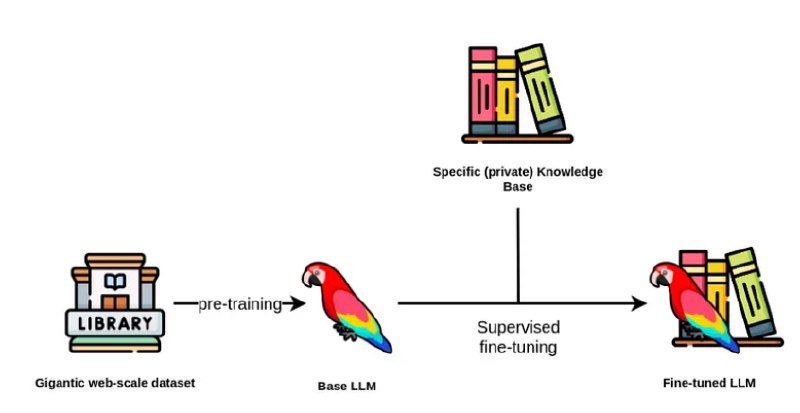 Specific (private) Knowledge
Base
LIBRARY
pre-training
Supervised
fine-tuning
Gigantic web-scale dataset
Base LLM
Fine-tuned LLM